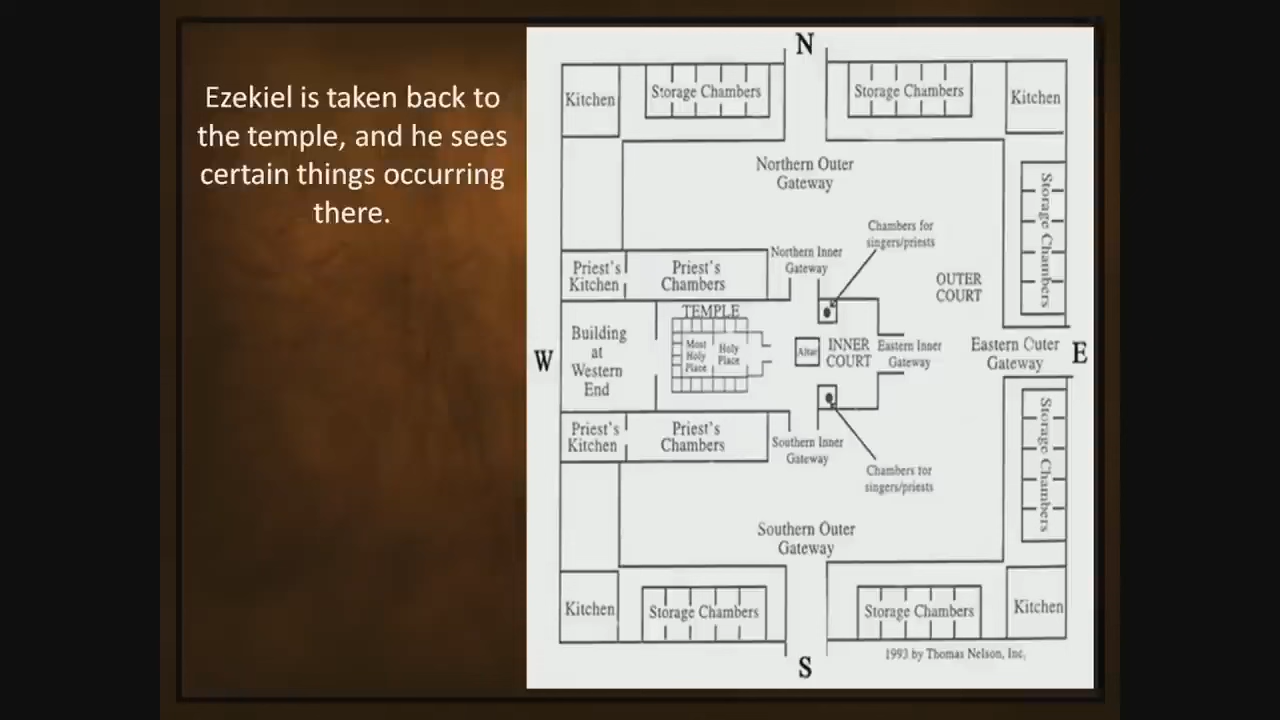 Ezekiel is taken back to
the temple, and he sees
certain things occurring
there.
N
Kitchen
Storage Chambers
Storage Chambers
Kitchen
Northern Outer
Gateway
Storage Chambers
Chambers for
singers/priests
Priest's
Kitchen
Priest's
Chambers
Northern Inner
Gateway
OUTER
COURT
TEMPLE
Building
at
Western
End
Most
Holy
Place
Holy
Place
Altar
INNER
COURT
Eastern Inner
Gateway
Eastern Outer
Gateway
W
E
Priest's
Kitchen
Priest's
Chambers
Southern Inner
Gateway
Storage Chambers
Chambers for
singers/priests
Southern Outer
Gateway
Kitchen
Storage Chambers
Storage Chambers
Kitchen
1993 by Thomas Nelson, Inc.
S